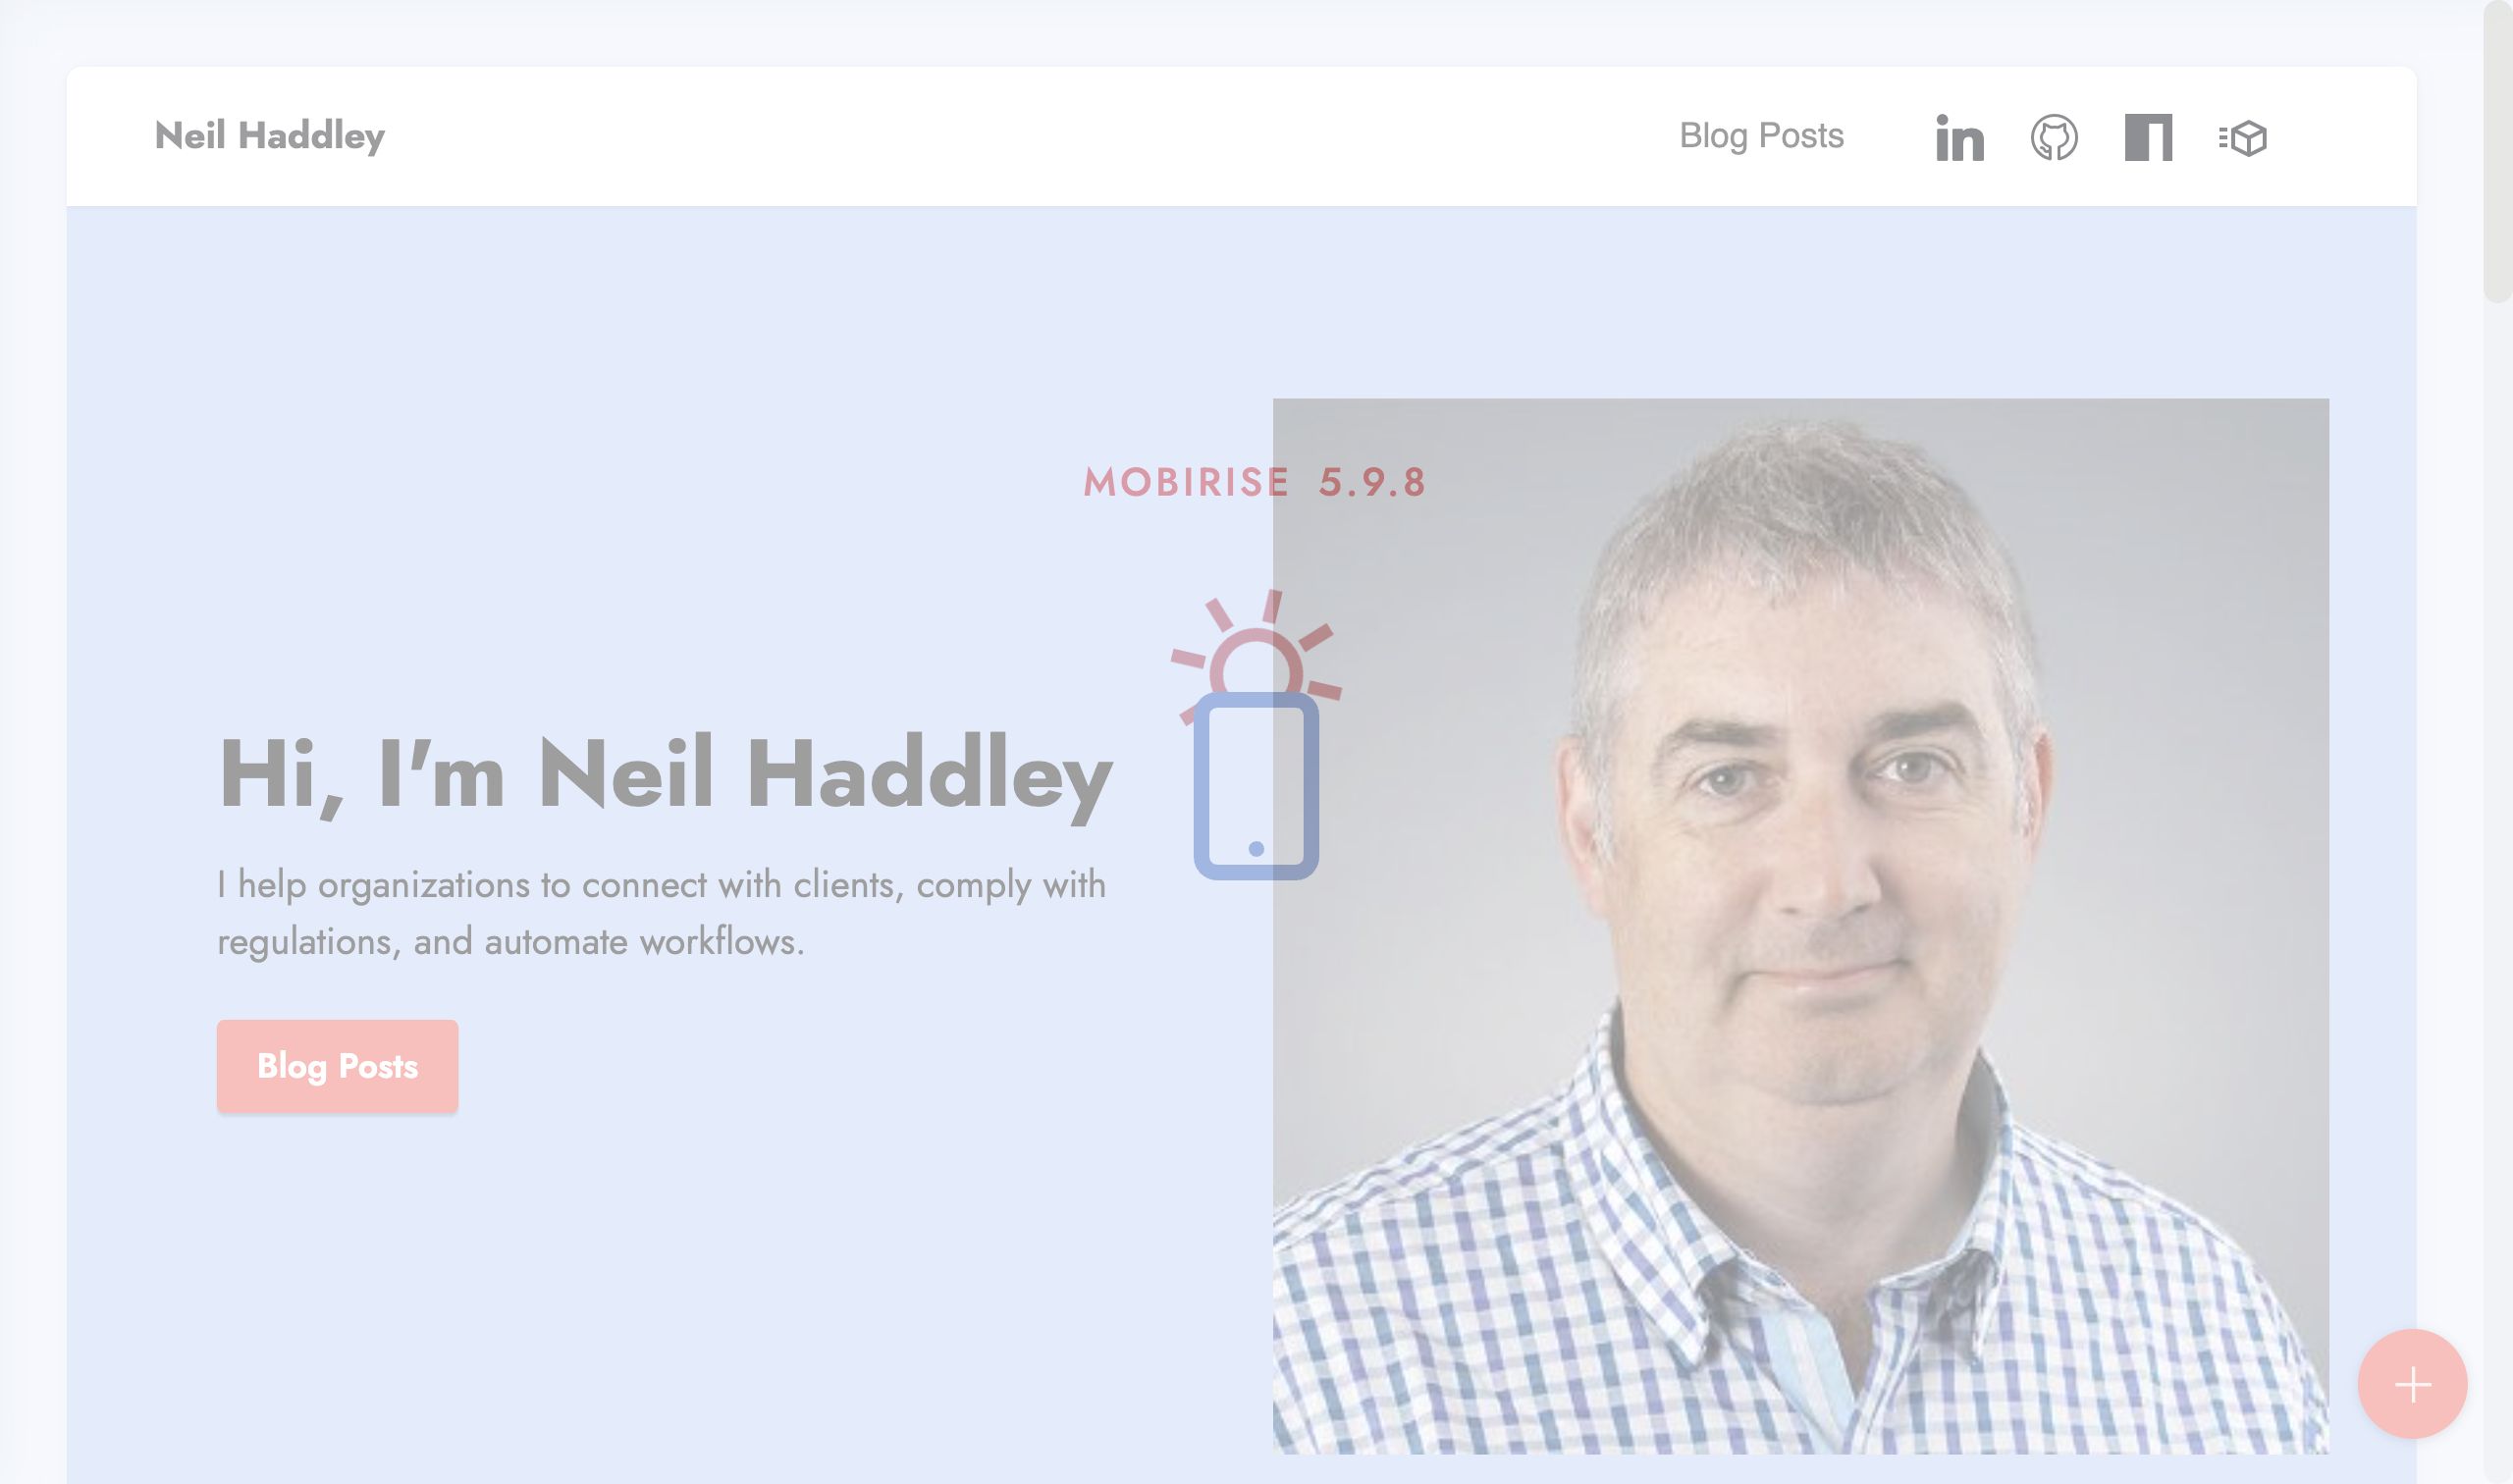 Neil Haddley
Blog Posts
MOBIRISE 5.9.8
Hi, I'm Neil Haddley
I help organizations to connect with clients, comply with
regulations, and automate workflows.
Blog Posts